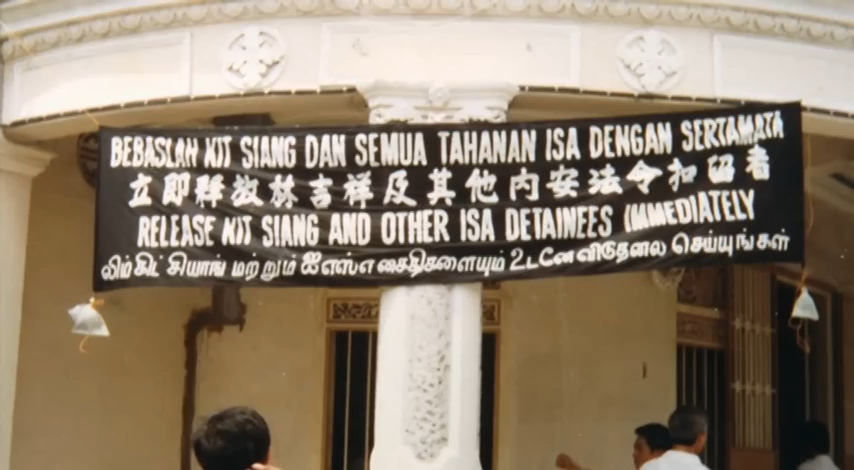 BEBASLAH KIT SIANG DAN SEMUA TAHANAN ISA DENGAN SERTAMATA
立即释放林吉祥及其他内安法令扣留者
RELEASE KIT SIANG AND OTHER ISA DETAINEES IMMEDIATELY
லிம் கிட் சியாங் மற்றும் ஐஎஸ்எ கைதிகளையும் உடனே விடுதலை செய்யுங்கள்